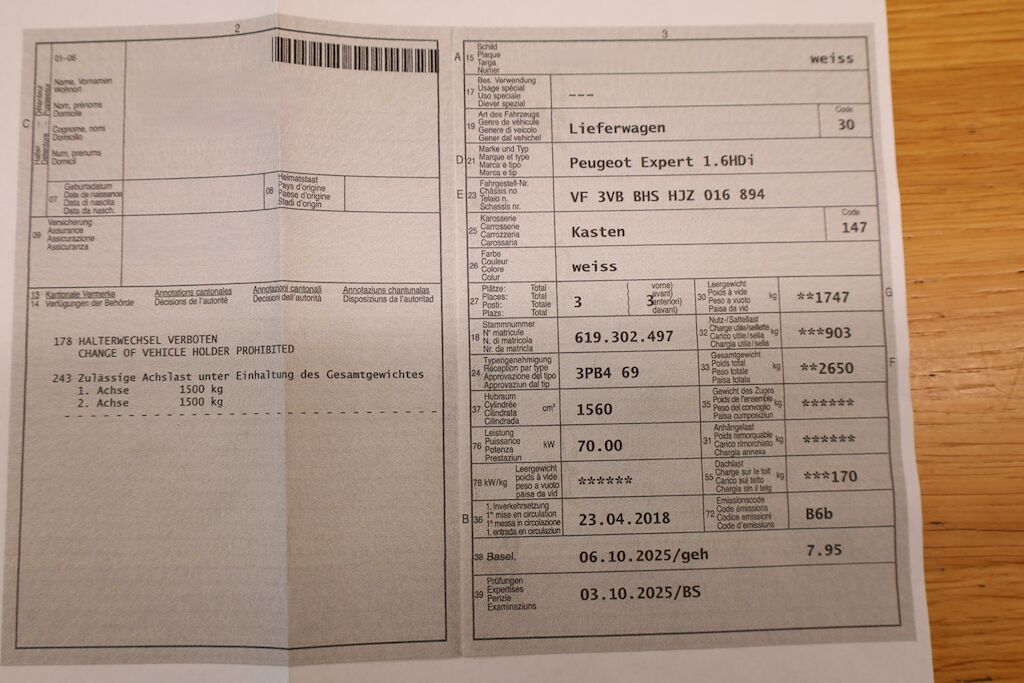 2
3
C
Halter Détenteur
Detentore Possessur
01-06
Name, Vornamen
Wohnort
Nom, prénoms
Domicile
Cognome, nomi
Domicilio
Num, prenums
Domicil
07
Geburtsdatum
Date de naissance
Data di nascita
Data da nasch.
08
Heimatstaat
Pays d'origine
Paese d'origine
Stadi d'origin
09
Versicherung
Assurance
Assicurazione
Assicuranza
13 Kantonale Vermerke Annotations cantonales Annotazioni cantonali Annotaziuns chantunalas
14 Verfügungen der Behörde Décisions de l'autorité Decisioni dell'autorità Disposiziuns da l'autoritad
178 HALTERWECHSEL VERBOTEN
CHANGE OF VEHICLE HOLDER PROHIBITED
243 Zulässige Achslast unter Einhaltung des Gesamtgewichtes
1. Achse 1500 kg
2. Achse 1500 kg
A 15
Schild
Plaque
Targa
Numer
weiss
17
Bes. Verwendung
Usage spécial
Uso speciale
Diever spezial
---
19
Art des Fahrzeugs
Genre de véhicule
Genere di veicolo
Gener dal vehichel
Lieferwagen
Code
30
D 21
Marke und Typ
Marque et type
Marca e tipo
Marca e tip
Peugeot Expert 1.6HDi
E 23
Fahrgestell-Nr.
Châssis no
Telaio n.
Schassis nr.
VF 3VB BHS HJZ 016 894
25
Karosserie
Carrosserie
Carrozzeria
Carossaria
Kasten
Code
147
26
Farbe
Couleur
Colore
Colur
weiss
27
Plätze: Total
Places: Total
Posti: Totale
Plazs: Total
3
( vorne)
( avant)
( anteriori)
( davant)
3
30
Leergewicht
Poids à vide
Peso a vuoto
Paisa da vid
kg
**1747
G
18
Stammnummer
N° matricule
N. di matricola
Nr. da matricla
619.302.497
32
Nutz-/Sattellast
Charge utile/sellette
Carico utile/sella
Chargia utila/sella
kg
***903
24
Typengenehmigung
Réception par type
Approvazione del tipo
Approvaziun dal tip
3PB4 69
33
Gesamtgewicht
Poids total
Peso totale
Paisa totala
kg
**2650
F
37
Hubraum
Cylindrée
Cilindrata
Cilindrada
cm³
1560
35
Gewicht des Zuges
Poids de l'ensemble
Peso del convoglio
Paisa cumposiziun
kg
******
76
Leistung
Puissance
Potenza
Prestaziun
kW
70.00
31
Anhängelast
Poids remorquable
Carico rimorchiato
Chargia annexa
kg
******
78 kW/kg
Leergewicht
poids à vide
peso a vuoto
paisa da vid
******
55
Dachlast
Charge sur le toit
Carico sul tetto
Chargia sin il tetg
kg
***170
B 36
1. Inverkehrsetzung
1re mise en circulation
1a messa in circolazione
1. entrada en circulaziun
23.04.2018
72
Emissionscode
Code émissions
Codice emissioni
Code d'emissiuns
B6b
38 Basel,
06.10.2025/geh 7.95
39
Prüfungen
Expertises
Perizie
Examinaziuns
03.10.2025/BS